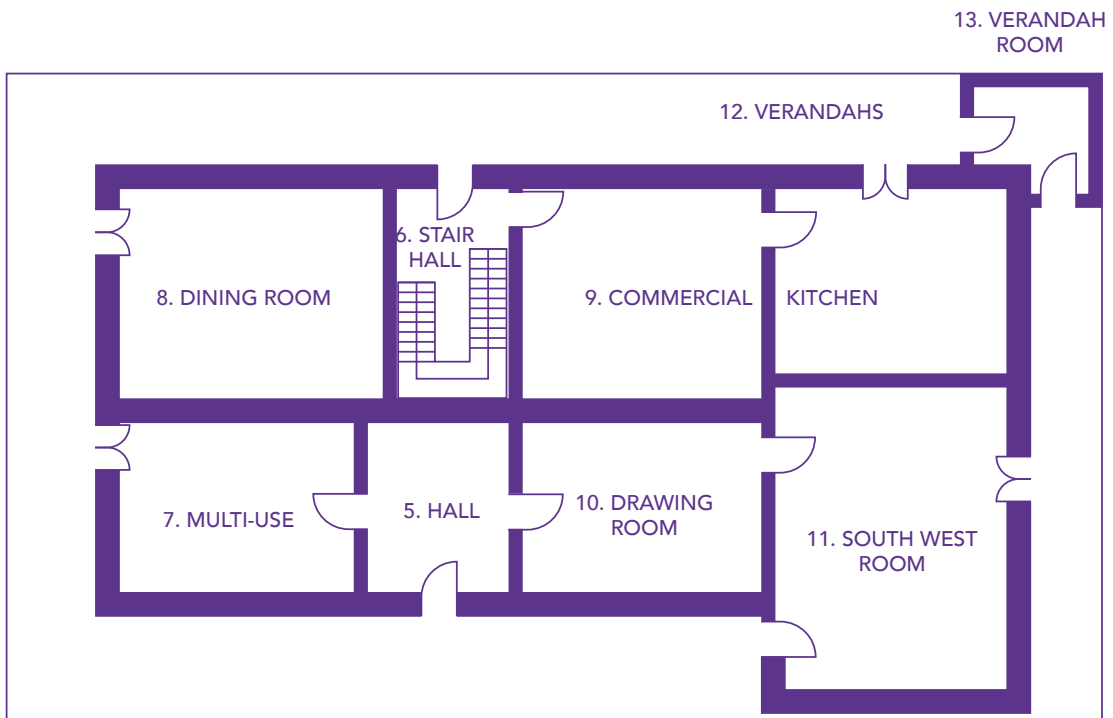 13. VERANDAH
ROOM
12. VERANDAHS
6. STAIR
HALL
8. DINING ROOM
9. COMMERCIAL
KITCHEN
7. MULTI-USE
5. HALL
10. DRAWING
ROOM
11. SOUTH WEST
ROOM